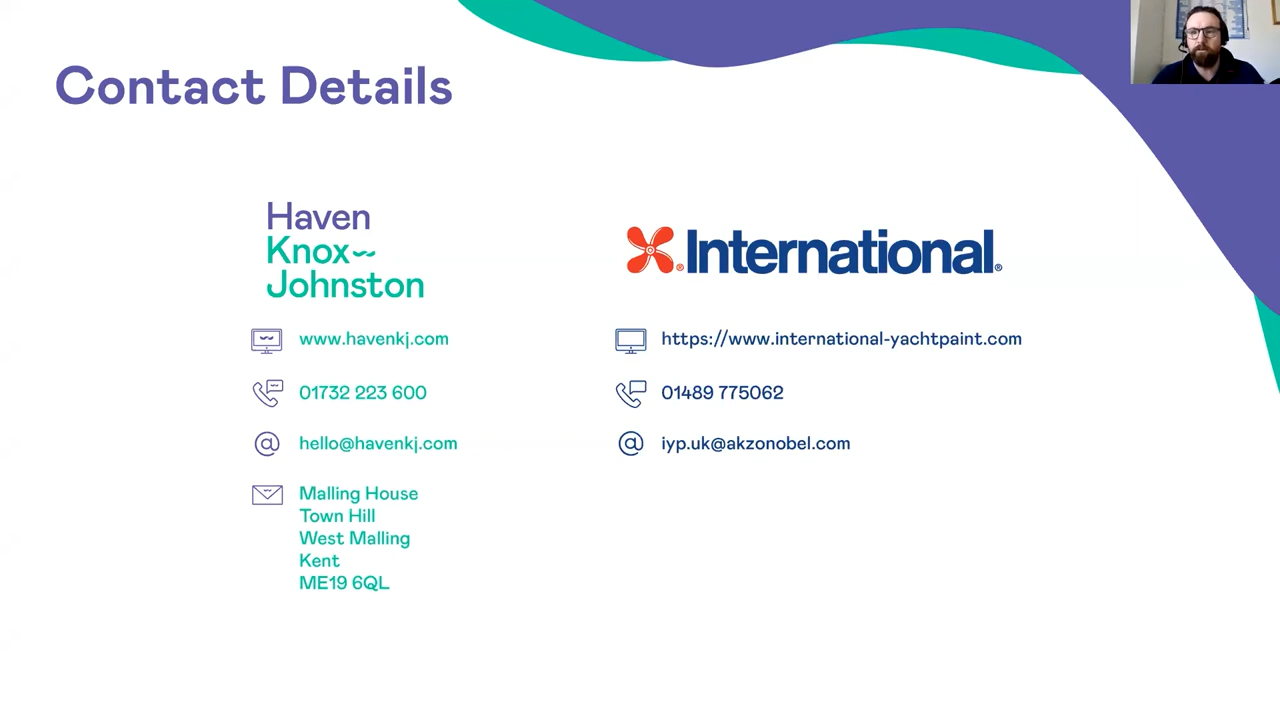 Contact Details
Haven
Knox
Johnston
www.havenkj.com
01732 223 600
hello@havenkj.com
Malling House
Town Hill
West Malling
Kent
ME19 6QL
International®
https://www.international-yachtpaint.com
01489 775062
iyp.uk@akzonobel.com